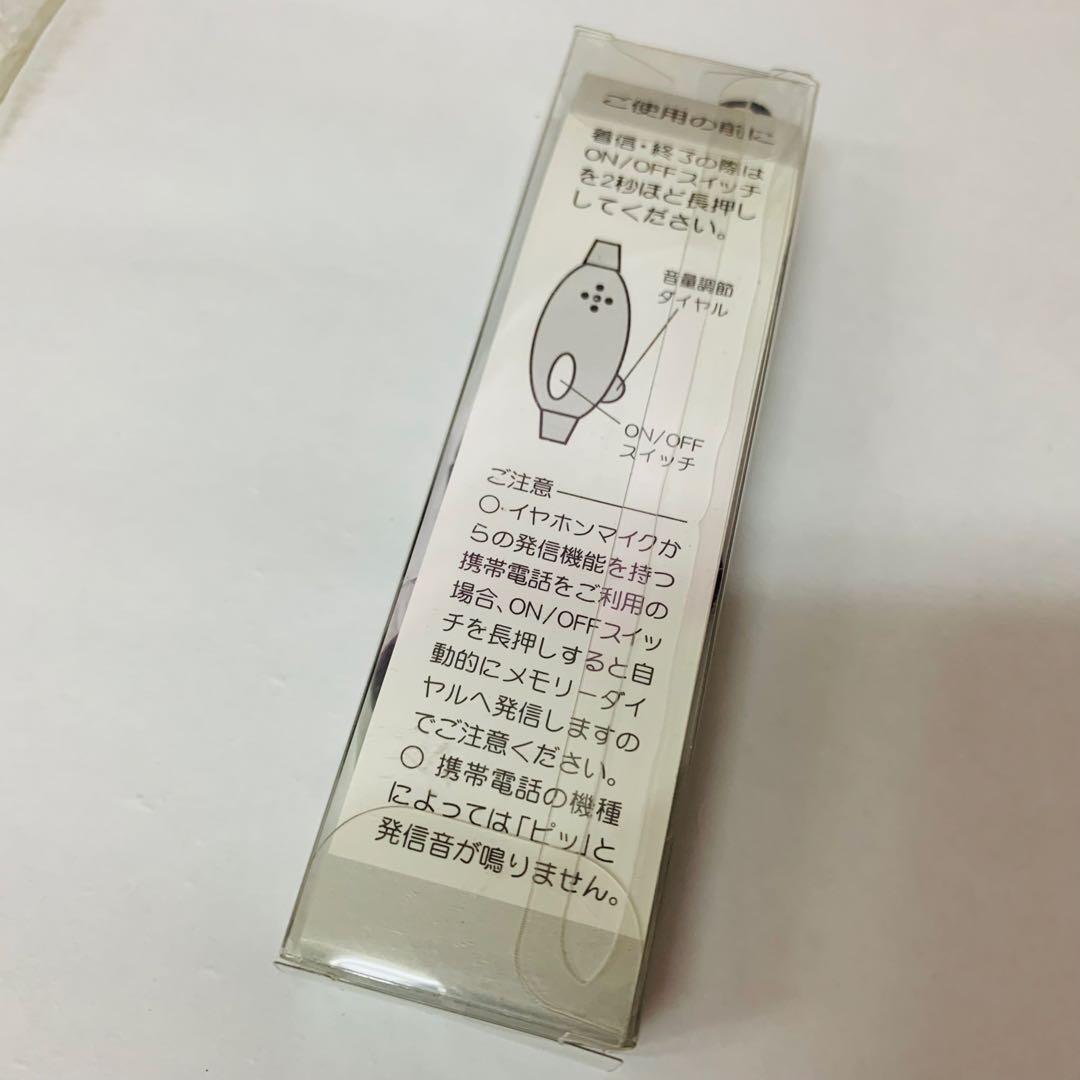 ご使用の前に
着信・終了の際は
ON/OFFスイッチ
を2秒ほど長押し
してください。
音量調節
ダイヤル
ON/OFF
スイッチ
ご注意
○ イヤホンマイクか
らの発信機能を持つ
携帯電話をご利用の
場合、ON/OFFスイッ
チを長押しすると自
動的にメモリーダイ
ヤルへ発信しますの
でご注意ください。
○ 携帯電話の機種
によっては「ピッ」と
発信音が鳴りません。